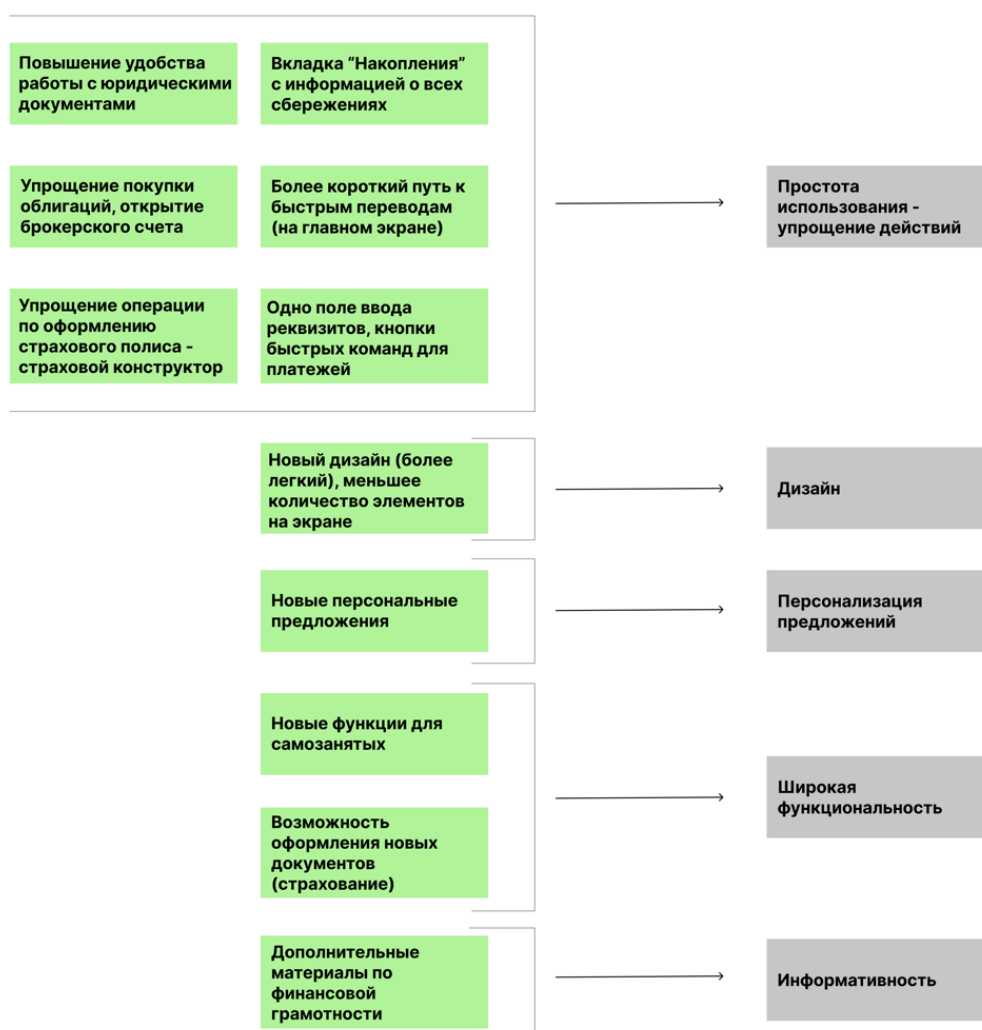 Повышение удобства
работы с юридическими
документами
Вкладка “Накопления”
с информацией о всех
сбережениях
Упрощение покупки
облигаций, открытие
брокерского счета
Более короткий путь к
быстрым переводам
(на главном экране)
Простота
использования -
упрощение действий
Упрощение операции
по оформлению
страхового полиса -
страховой конструктор
Одно поле ввода
реквизитов, кнопки
быстрых команд для
платежей
Новый дизайн (более
легкий), меньшее
количество элементов
на экране
Дизайн
Новые персональные
предложения
Персонализация
предложений
Новые функции для
самозанятых
Возможность
оформления новых
документов
(страхование)
Широкая
функциональность
Дополнительные
материалы по
финансовой
грамотности
Информативность